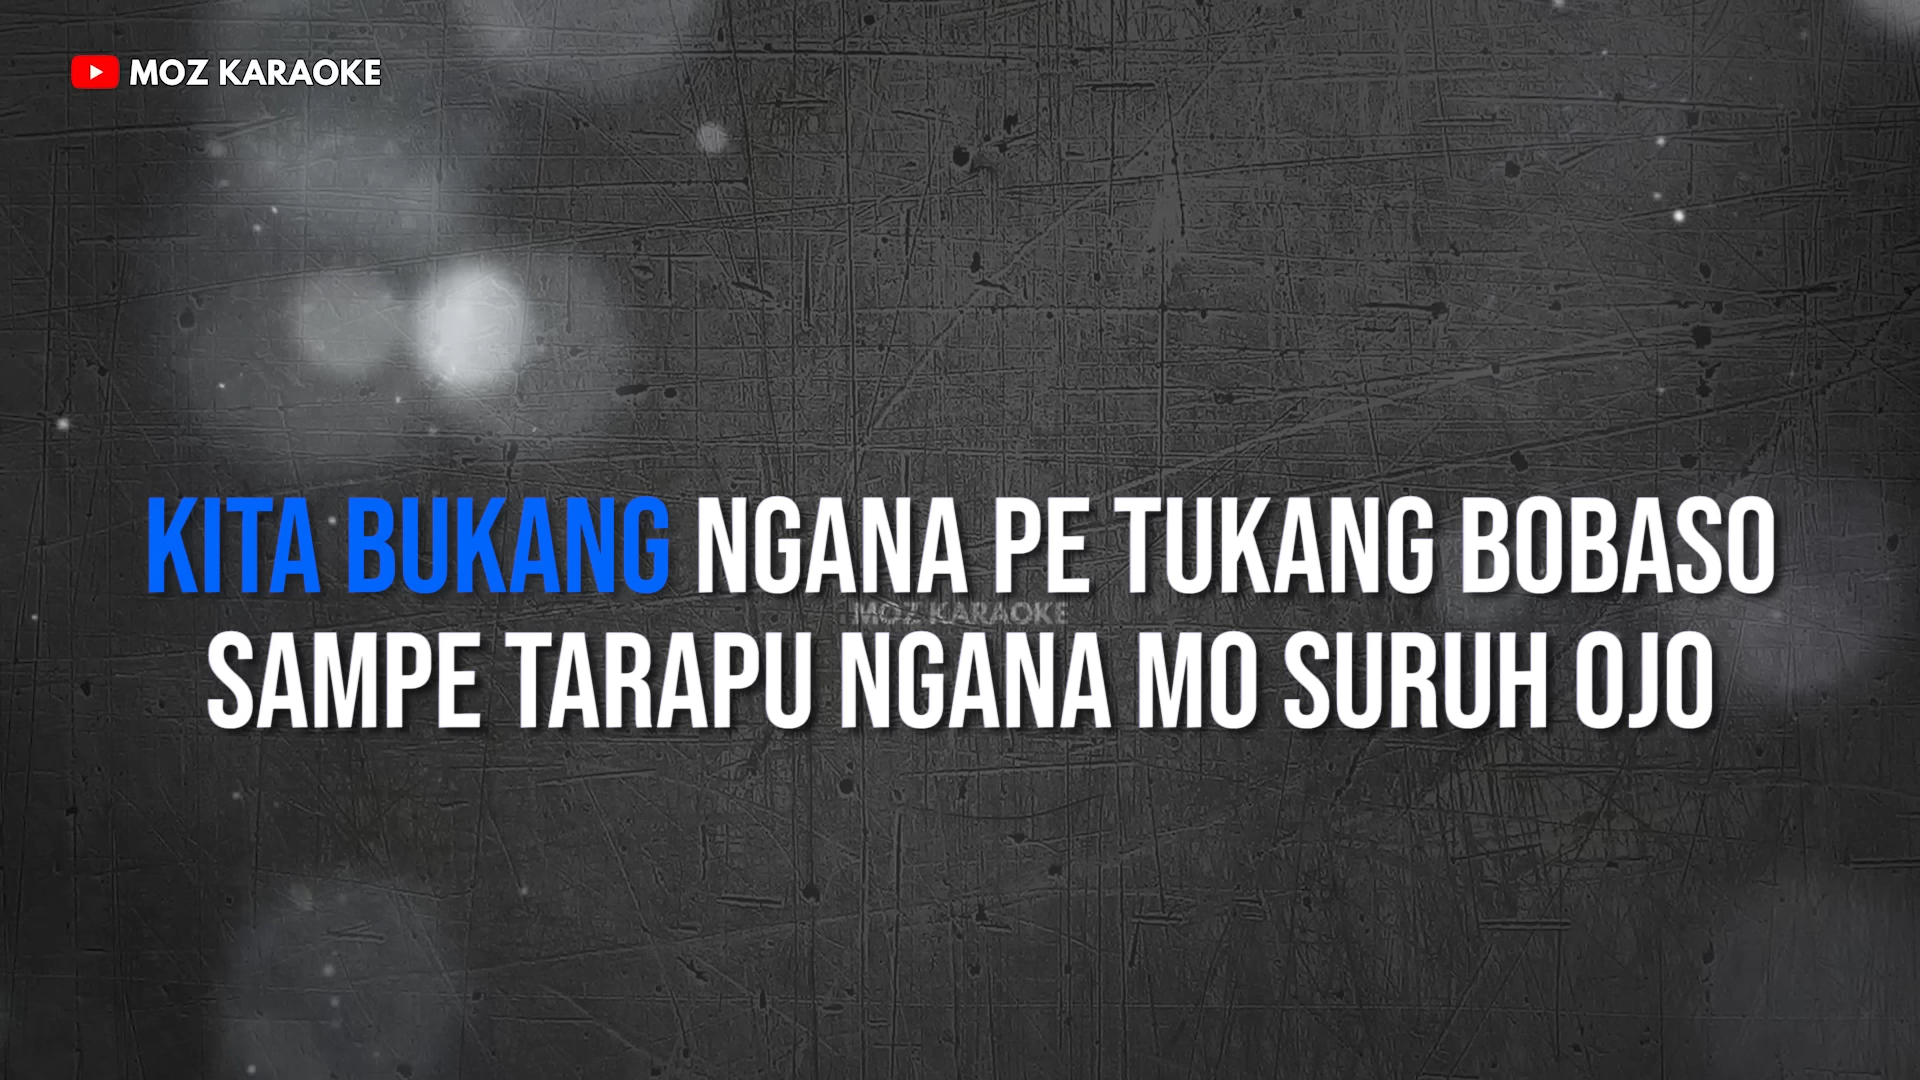 MOZ KARAOKE
KITA BUKANG NGANA PE TUKANG BOBASO
MOZ KARAOKE
SAMPE TARAPU NGANA MO SURUH OJO